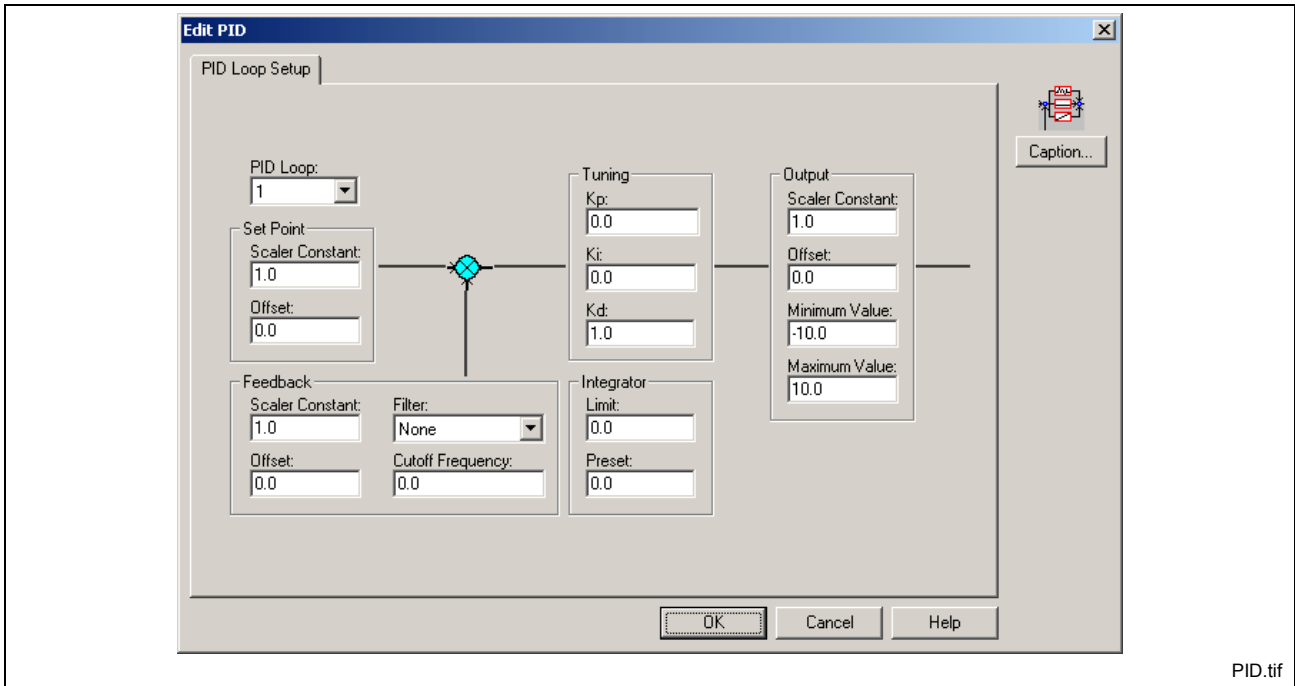 Edit PID
PID Loop Setup
Caption...
PID Loop:
1
Set Point
Scaler Constant:
1.0
Offset:
0.0
Feedback
Scaler Constant:
1.0
Offset:
0.0
Filter:
None
Cutoff Frequency:
0.0
Tuning
Kp:
0.0
Ki:
0.0
Kd:
1.0
Integrator
Limit:
0.0
Preset:
0.0
Output
Scaler Constant:
1.0
Offset:
0.0
Minimum Value:
-10.0
Maximum Value:
10.0
OK
Cancel
Help
PID.tif